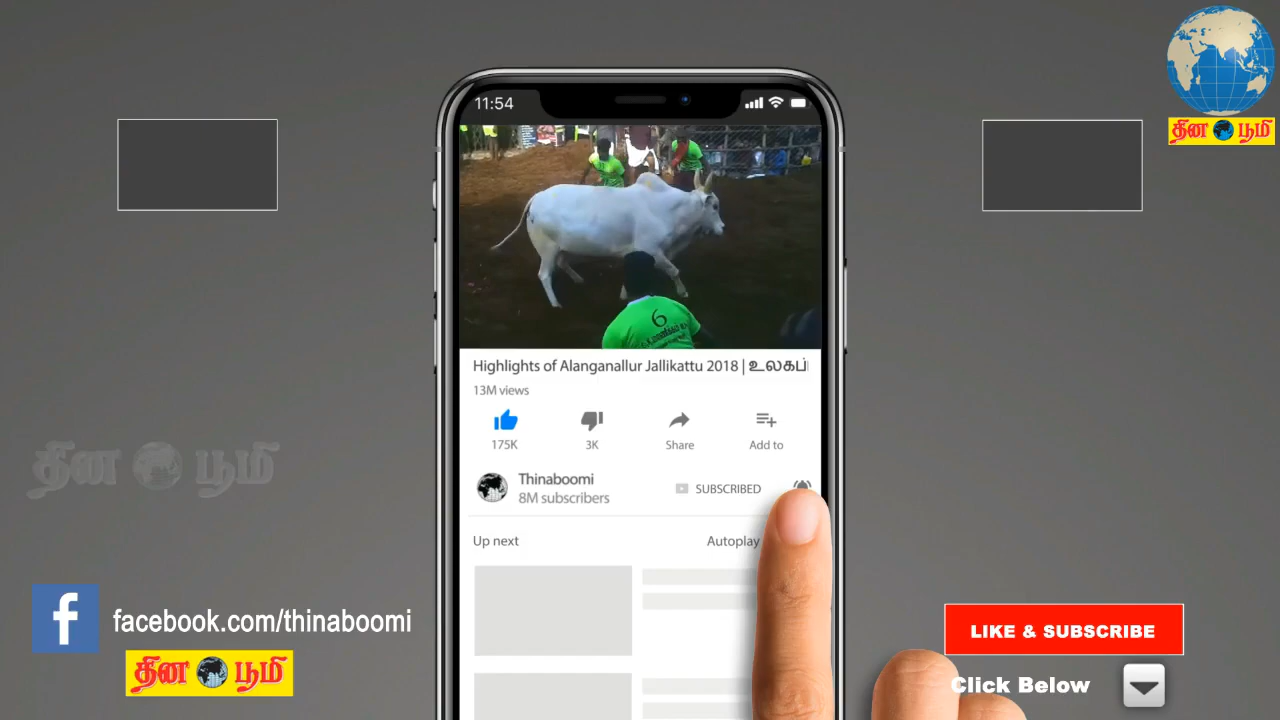 தின பூமி
11:54
6
Highlights of Alanganallur Jallikattu 2018 | உலகப்
13M views
175K
3K
Share
Add to
Thinaboomi
8M subscribers
SUBSCRIBED
தின பூமி
Up next
Autoplay
f facebook.com/thinaboomi
தின பூமி
LIKE & SUBSCRIBE
Click Below